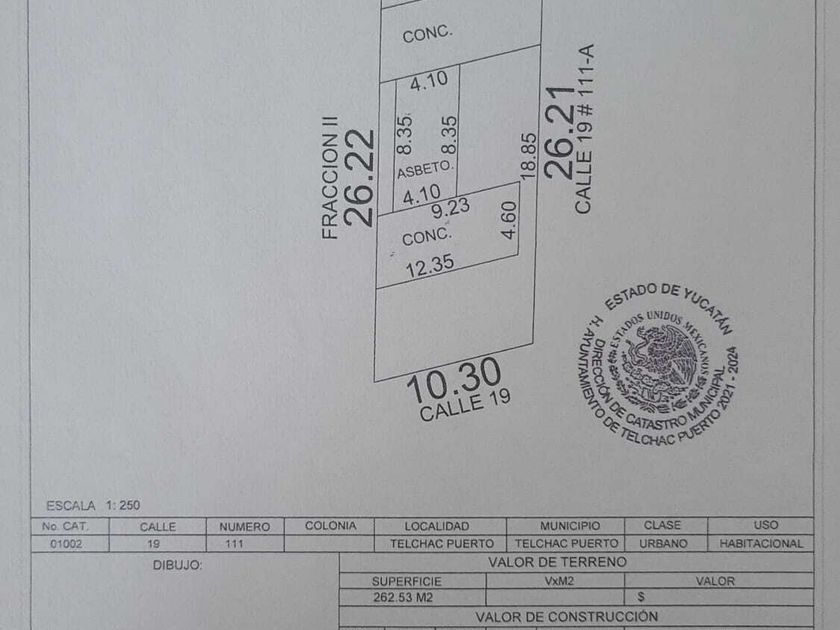 CONC.
4.10
8.35
8.35
ASBETO.
4.10
9.23
CONC.
12.35
4.60
18.85
FRACCION II
26.22
26.21
CALLE 19 # 111-A
10.30
CALLE 19
ESTADO DE YUCATÁN
ESTADOS UNIDOS MEXICANOS
DIRECCIÓN DE CATASTRO MUNICIPAL
H. AYUNTAMIENTO DE TELCHAC PUERTO 2021 - 2024
ESCALA 1: 250
No. CAT. CALLE NUMERO COLONIA LOCALIDAD MUNICIPIO CLASE USO
01002 19 111 TELCHAC PUERTO TELCHAC PUERTO URBANO HABITACIONAL
DIBUJO: VALOR DE TERRENO
SUPERFICIE VxM2 VALOR
262.53 M2 $
VALOR DE CONSTRUCCIÓN